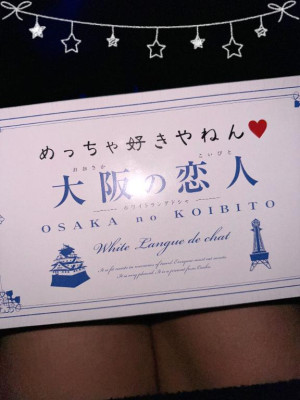 めっちゃ好きやねん♥
おおさか こいびと
大阪の恋人
ホワイトラングドシャ
OSAKA no KOIBITO
White Langue de chat